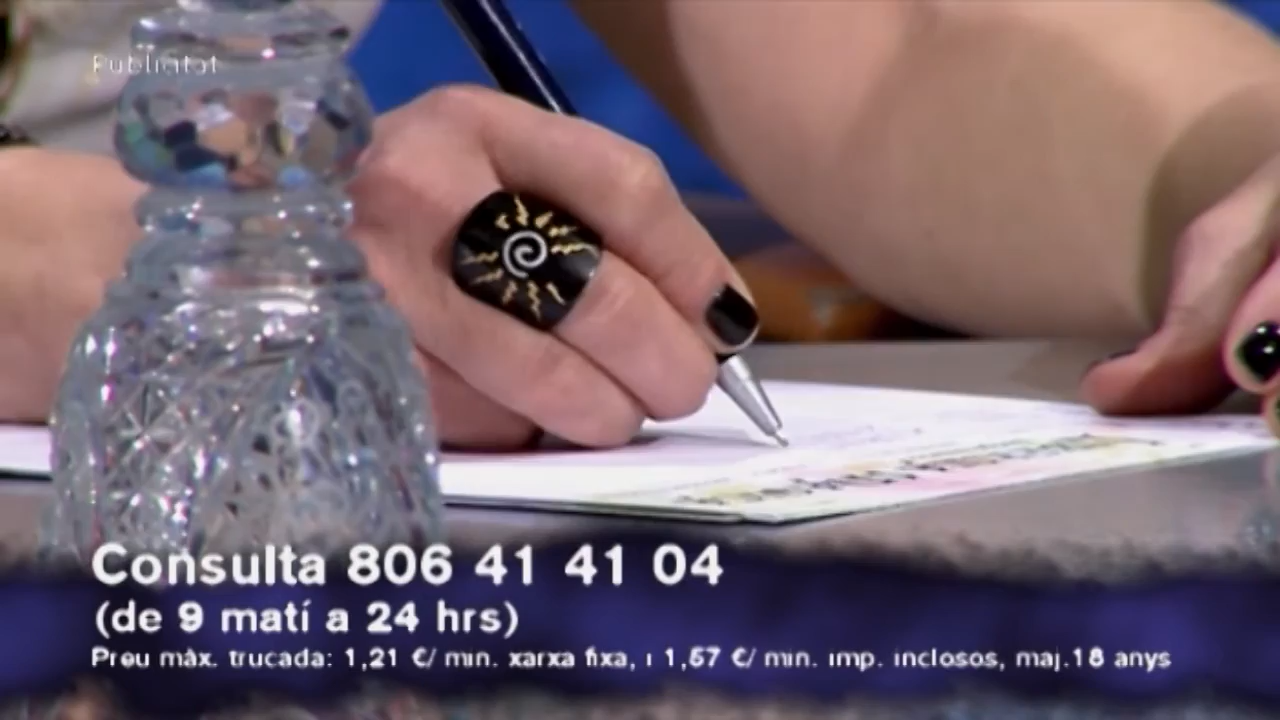 Publicitat
Consulta 806 41 41 04
(de 9 matí a 24 hrs)
Preu màx. trucada: 1,21 €/ min. xarxa fixa, i 1,57 €/ min. imp. inclosos, maj.18 anys